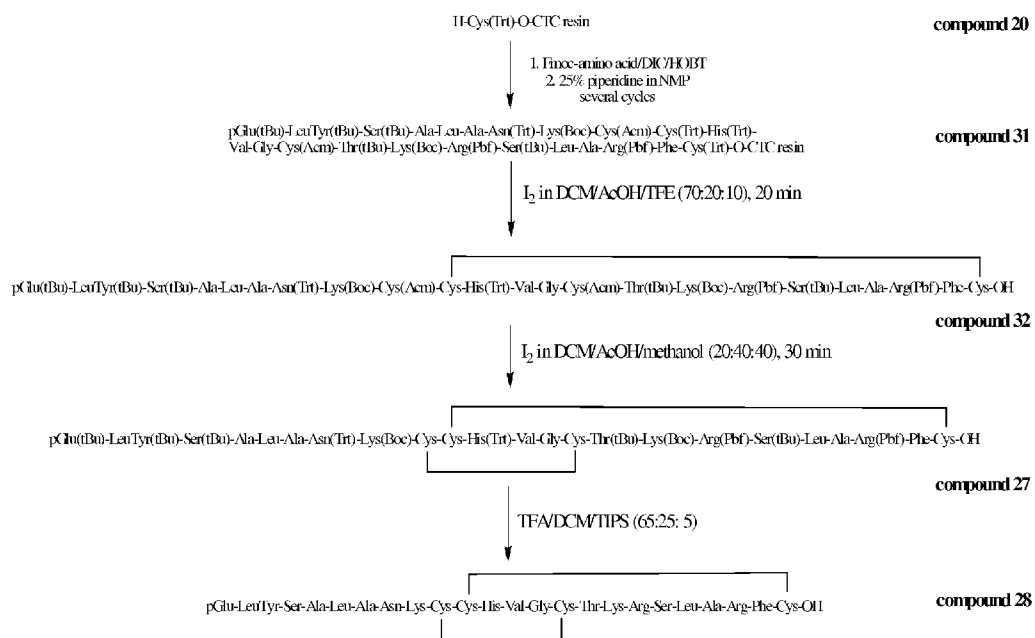 H-Cys(Trt)-O-CTC resin
compound 20
1. Fmoc-amino acid/DIC/HOBT
2. 25% piperidine in NMP
several cycles
pGlu(tBu)-LeuTyr(tBu)-Ser(tBu)-Ala-Leu-Ala-Asn(Trt)-Lys(Boc)-Cys(Acm)-Cys(Trt)-His(Trt)-
Val-Gly-Cys(Acm)-Thr(tBu)-Lys(Boc)-Arg(Pbf)-Ser(tBu)-Leu-Ala-Arg(Pbf)-Phe-Cys(Trt)-O-CTC resin
compound 31
I2 in DCM/AcOH/TFE (70:20:10), 20 min
pGlu(tBu)-LeuTyr(tBu)-Ser(tBu)-Ala-Leu-Ala-Asn(Trt)-Lys(Boc)-Cys(Acm)-Cys-His(Trt)-Val-Gly-Cys(Acm)-Thr(tBu)-Lys(Boc)-Arg(Pbf)-Ser(tBu)-Leu-Ala-Arg(Pbf)-Phe-Cys-OH
compound 32
I2 in DCM/AcOH/methanol (20:40:40), 30 min
pGlu(tBu)-LeuTyr(tBu)-Ser(tBu)-Ala-Leu-Ala-Asn(Trt)-Lys(Boc)-Cys-Cys-His(Trt)-Val-Gly-Cys-Thr(tBu)-Lys(Boc)-Arg(Pbf)-Ser(tBu)-Leu-Ala-Arg(Pbf)-Phe-Cys-OH
compound 27
TFA/DCM/TIPS (65:25: 5)
pGlu-LeuTyr-Ser-Ala-Leu-Ala-Asn-Lys-Cys-Cys-His-Val-Gly-Cys-Thr-Lys-Arg-Ser-Leu-Ala-Arg-Phe-Cys-OH
compound 28